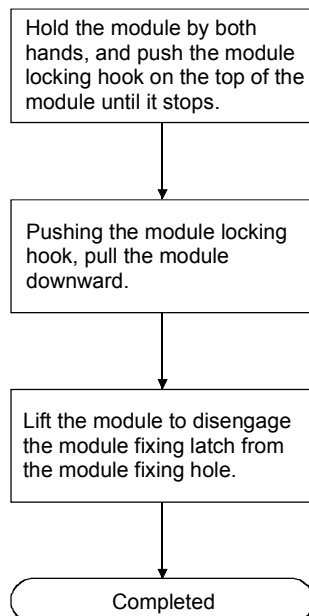 Hold the module by both
hands, and push the module
locking hook on the top of the
module until it stops.
Pushing the module locking
hook, pull the module
downward.
Lift the module to disengage
the module fixing latch from
the module fixing hole.
Completed